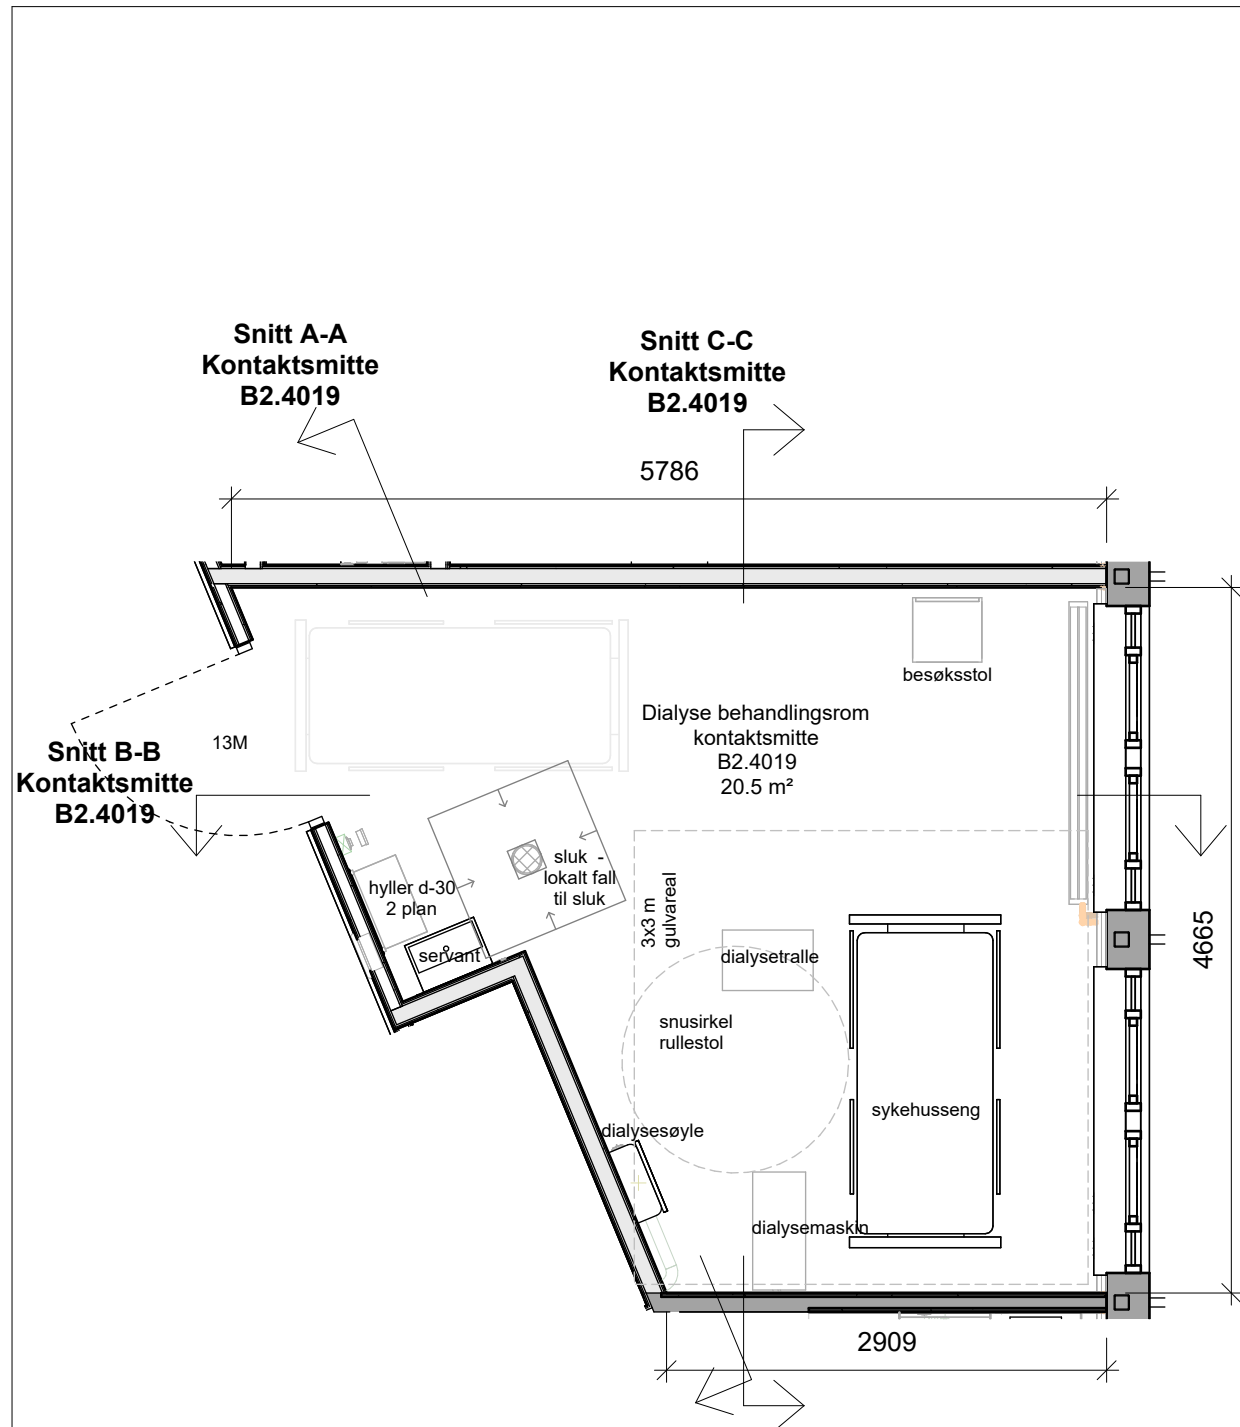 Snitt A-A
Kontaktsmitte
B2.4019
Snitt C-C
Kontaktsmitte
B2.4019
5786
besøksstol
Dialyse behandlingsrom
kontaktsmitte
B2.4019
20.5 m²
13M
Snitt B-B
Kontaktsmitte
B2.4019
sluk -
lokalt fall
til sluk
hyller d-30
2 plan
servant
3x3 m
gulvareal
dialysetralle
4665
snusirkel
rullestol
sykehusseng
dialysesøyle
dialysemaskin
2909